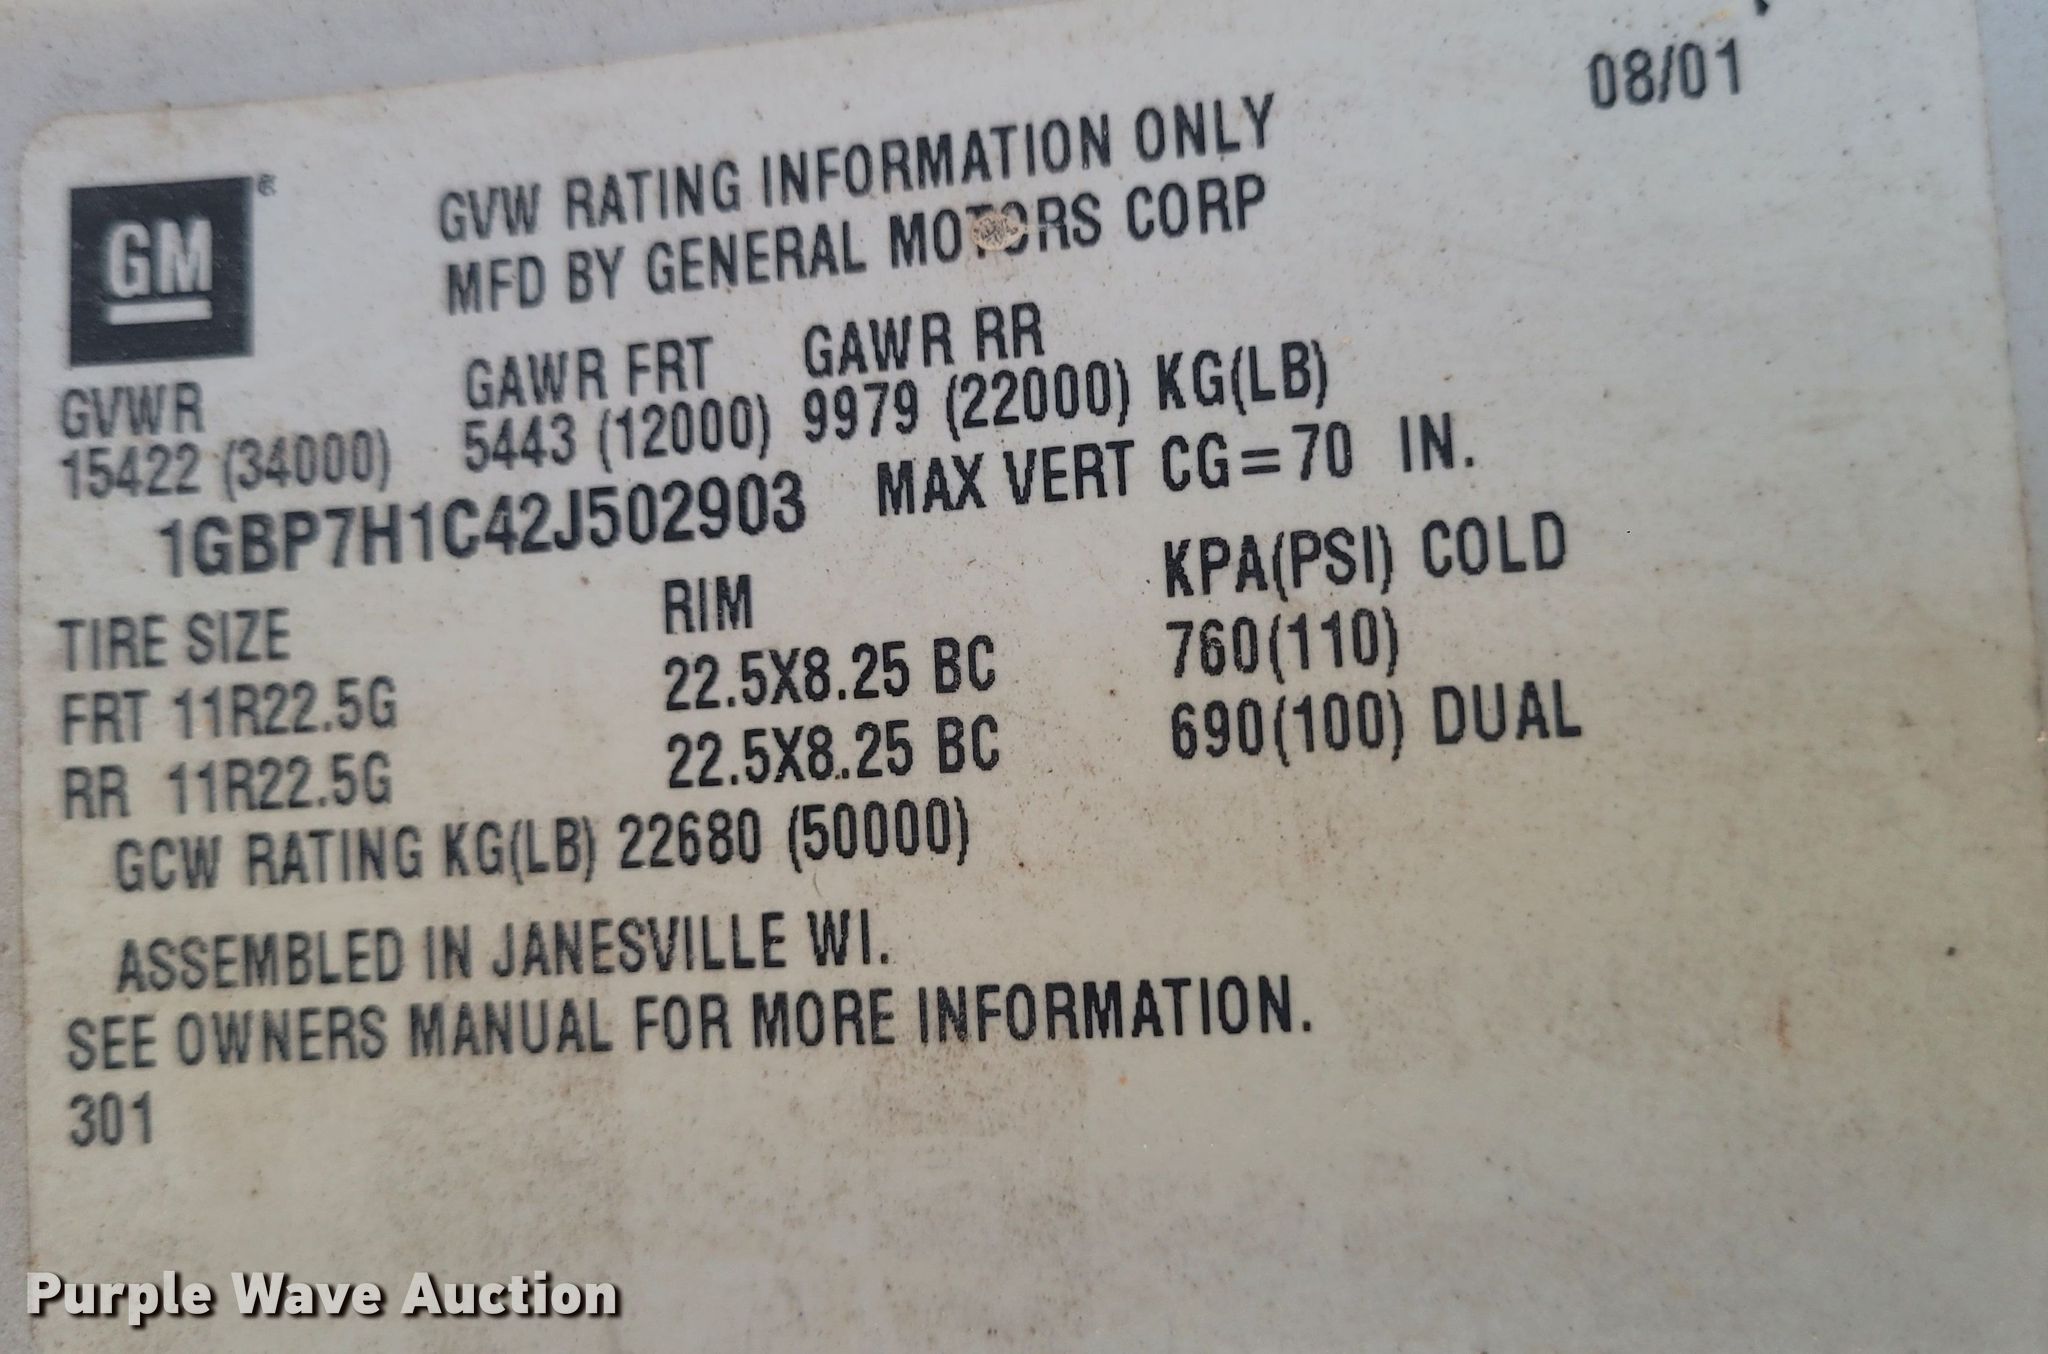 08/01
GM®
GVW RATING INFORMATION ONLY
MFD BY GENERAL MOTORS CORP
GVWR GAWR FRT GAWR RR
15422 (34000) 5443 (12000) 9979 (22000) KG(LB)
1GBP7H1C42J502903 MAX VERT CG=70 IN.
TIRE SIZE RIM KPA(PSI) COLD
FRT 11R22.5G 22.5X8.25 BC 760(110)
RR 11R22.5G 22.5X8.25 BC 690(100) DUAL
GCW RATING KG(LB) 22680 (50000)
ASSEMBLED IN JANESVILLE WI.
SEE OWNERS MANUAL FOR MORE INFORMATION.
301
Purple Wave Auction